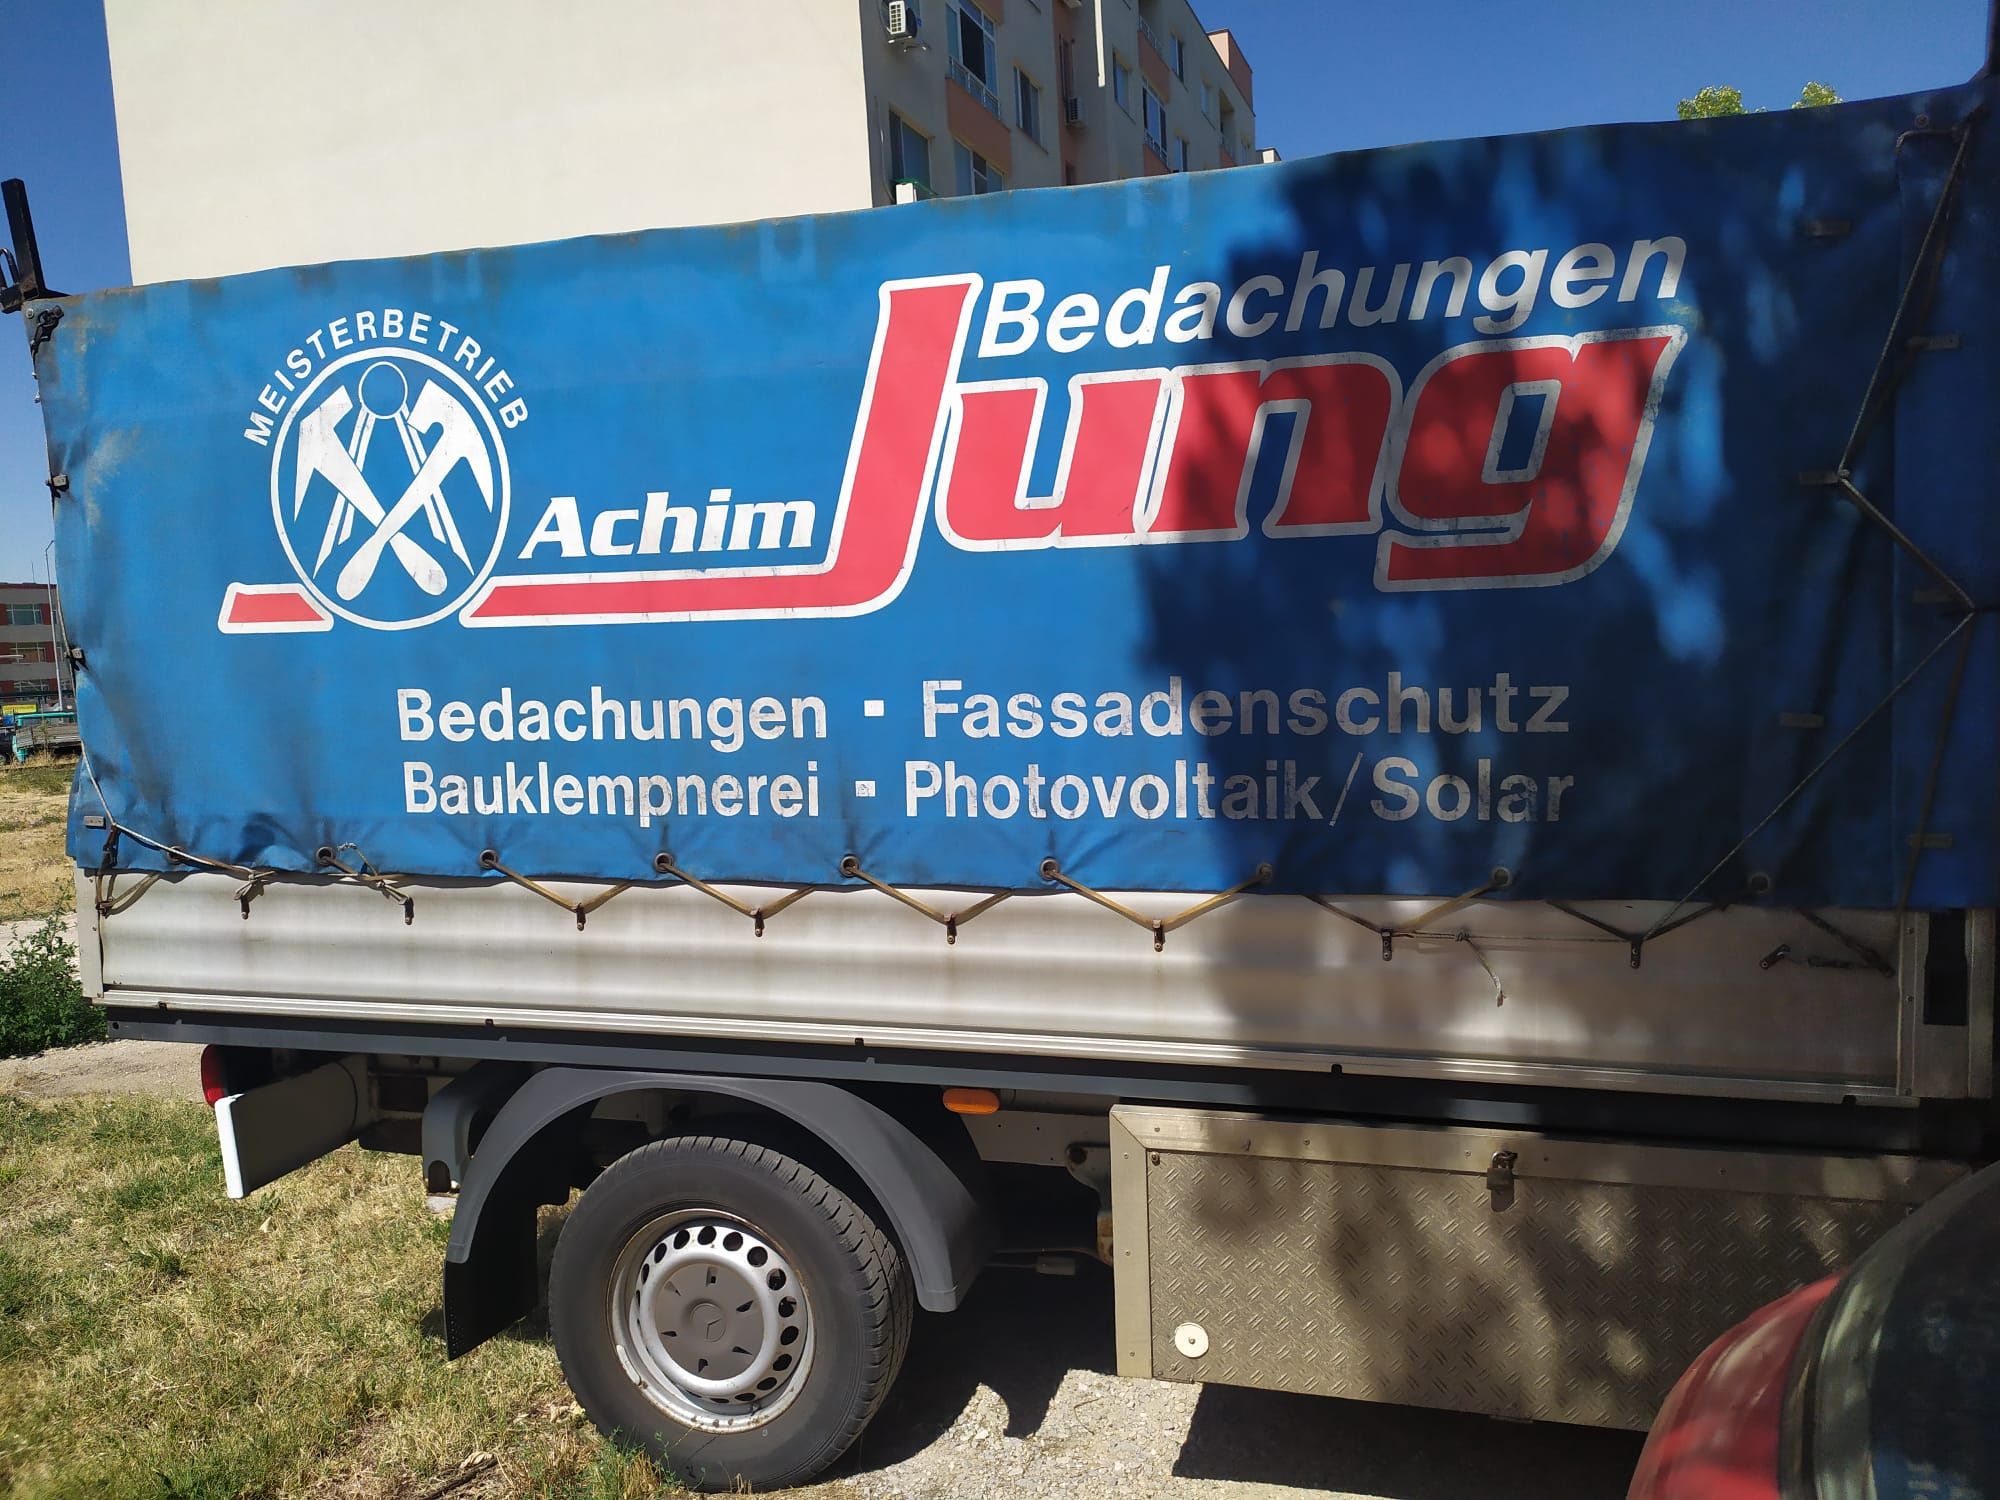 MEISTERBETRIEB
Bedachungen
Achim Jung
Bedachungen - Fassadenschutz
Bauklempnerei - Photovoltaik/Solar